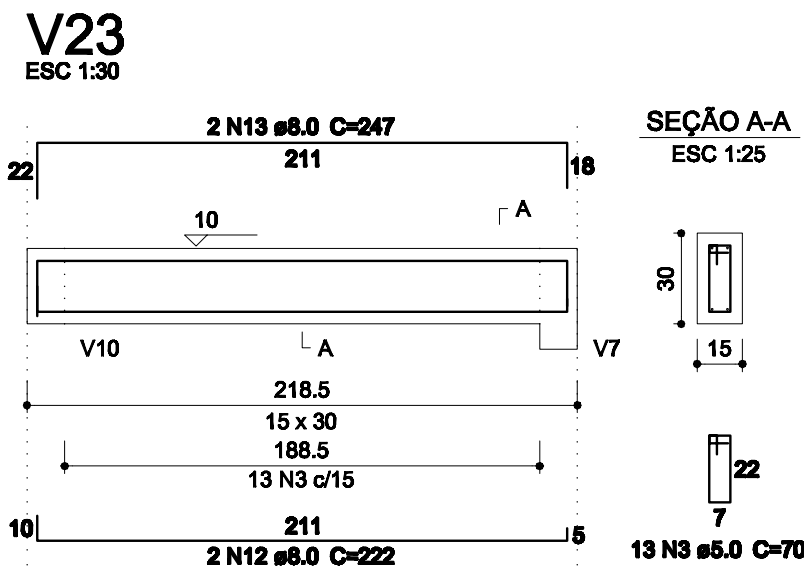 V23
ESC 1:30
2 N13 ø8.0 C=247
211
22
18
SEÇÃO A-A
ESC 1:25
A
10
30
15
V10
A
V7
218.5
15 x 30
188.5
13 N3 c/15
22
7
13 N3 ø5.0 C=70
10
211
5
2 N12 ø8.0 C=222